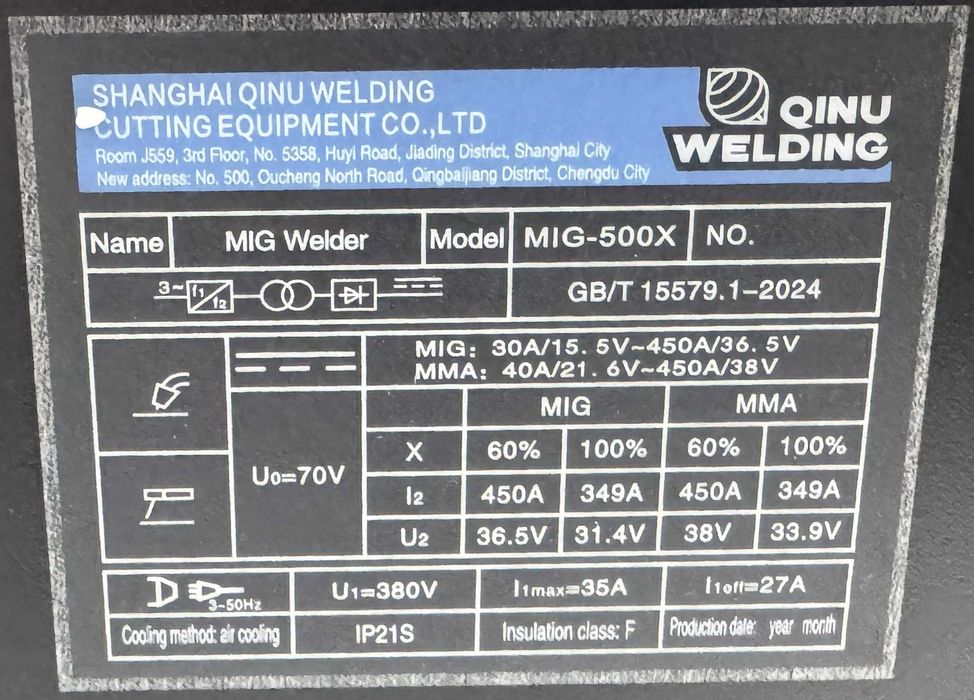 SHANGHAI QINU WELDING
CUTTING EQUIPMENT CO.,LTD
Room J559, 3rd Floor, No. 5358, Huyi Road, Jiading District, Shanghai City
New address: No. 500, Oucheng North Road, Qingbaijiang District, Chengdu City
QINU
WELDING
Name MIG Welder Model MIG-500X NO.
3~ f1 f2 GB/T 15579.1-2024
MIG: 30A/15. 5V~450A/36. 5V
MMA: 40A/21. 6V~450A/38V
MIG MMA
X 60% 100% 60% 100%
U0=70V
I2 450A 349A 450A 349A
U2 36.5V 31.4V 38V 33.9V
3~50Hz U1=380V I1max=35A I1eff=27A
Cooling method: air cooling IP21S Insulation class: F Production date: year month